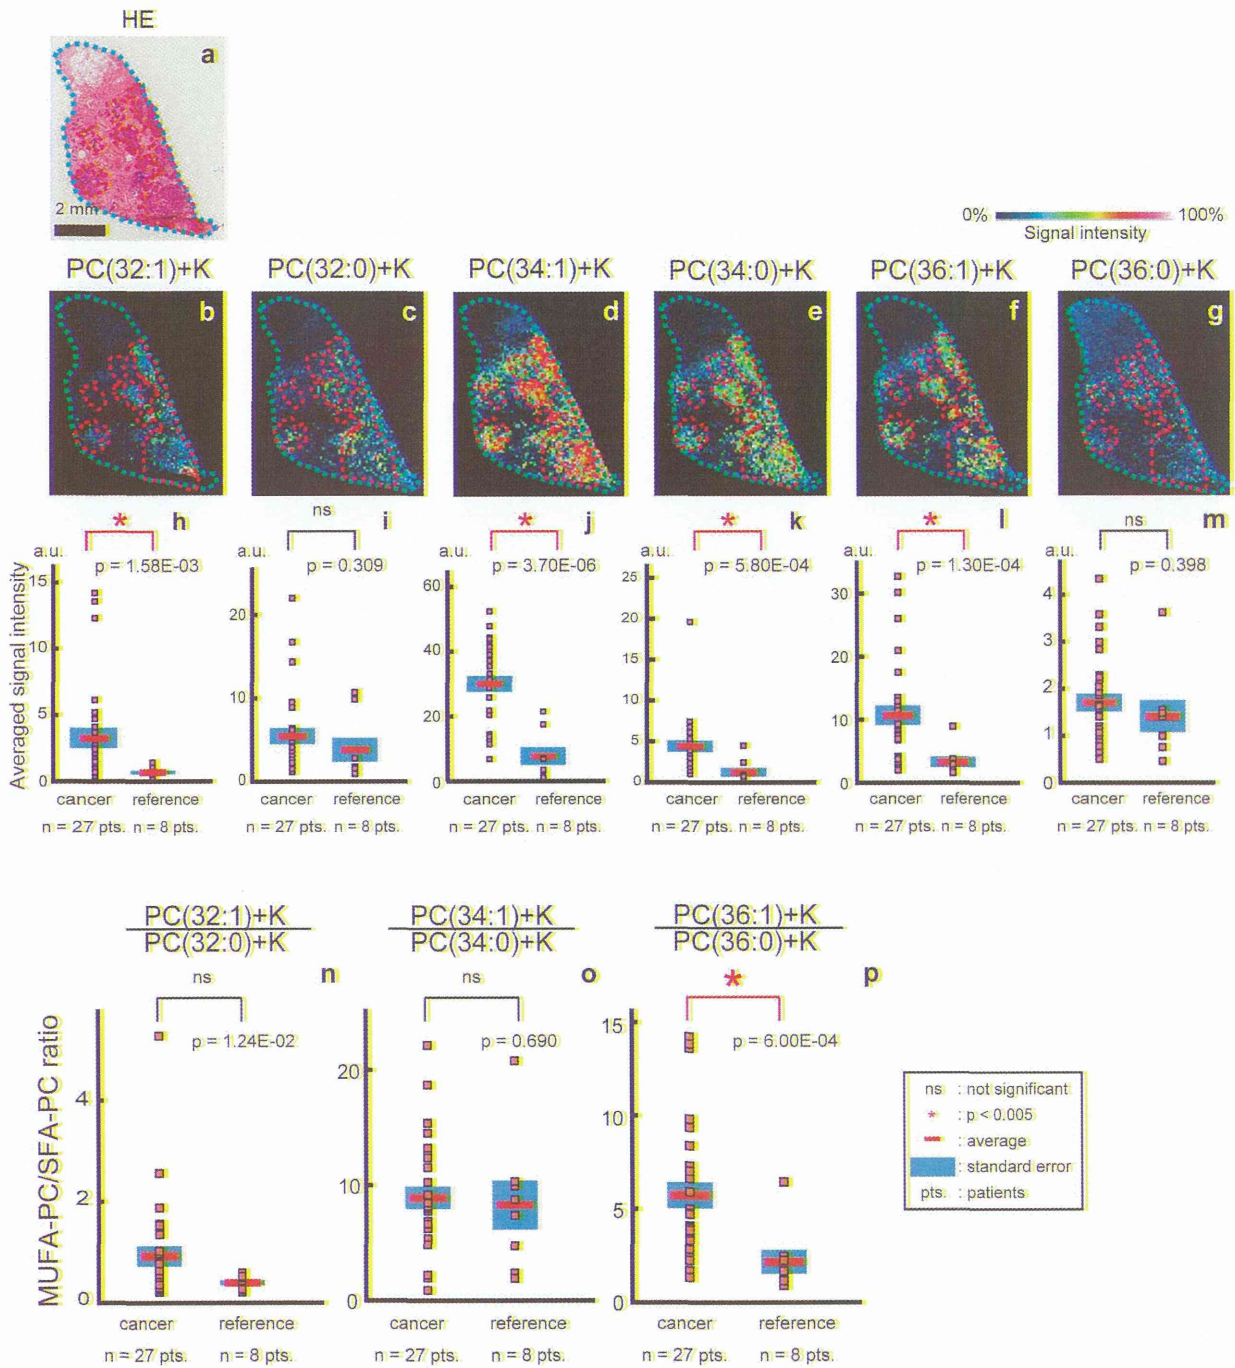 HE
a
2 mm
0% 100%
Signal intensity
PC(32:1)+K PC(32:0)+K PC(34:1)+K PC(34:0)+K PC(36:1)+K PC(36:0)+K
b c d e f g
* h ns i * j * k * l ns m
a.u. a.u. a.u. a.u. a.u. a.u.
p = 1.58E-03 p = 0.309 p = 3.70E-06 p = 5.80E-04 p = 1.30E-04 p = 0.398
Averaged signal intensity
15 10 5 0
20 10 0
60 40 20 0
25 20 15 10 5 0
30 20 10 0
4 3 2 1 0
cancer reference cancer reference cancer reference cancer reference cancer reference cancer reference
n = 27 pts. n = 8 pts. n = 27 pts. n = 8 pts. n = 27 pts. n = 8 pts. n = 27 pts. n = 8 pts. n = 27 pts. n = 8 pts. n = 27 pts. n = 8 pts.
PC(32:1)+K PC(34:1)+K PC(36:1)+K
PC(32:0)+K PC(34:0)+K PC(36:0)+K
ns n ns o * p
p = 1.24E-02 p = 0.690 p = 6.00E-04
MUFA-PC/SFA-PC ratio
4 2 0
20 10 0
15 10 5 0
cancer reference cancer reference cancer reference
n = 27 pts. n = 8 pts. n = 27 pts. n = 8 pts. n = 27 pts. n = 8 pts.
ns : not significant
* : p < 0.005
: average
: standard error
pts. : patients